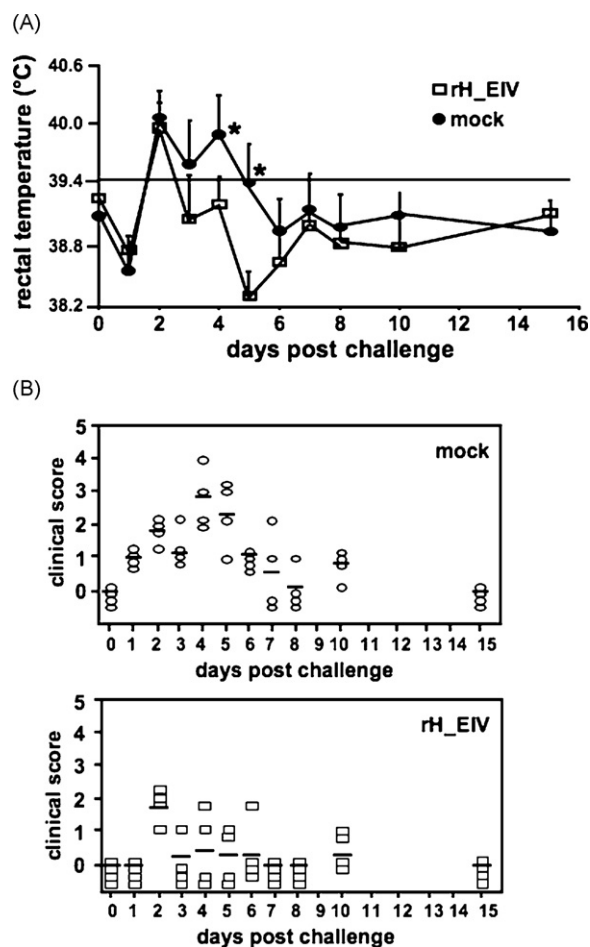 (A)
rectal temperature (°C)
40.6
40.0
39.4
38.8
38.2
rH_EIV
mock
*
*
0 2 4 6 8 10 12 14 16
days post challenge
(B)
clinical score
5
4
3
2
1
0
mock
0 1 2 3 4 5 6 7 8 9 10 11 12 13 14 15
days post challenge
clinical score
5
4
3
2
1
0
rH_EIV
0 1 2 3 4 5 6 7 8 9 10 11 12 13 14 15
days post challenge